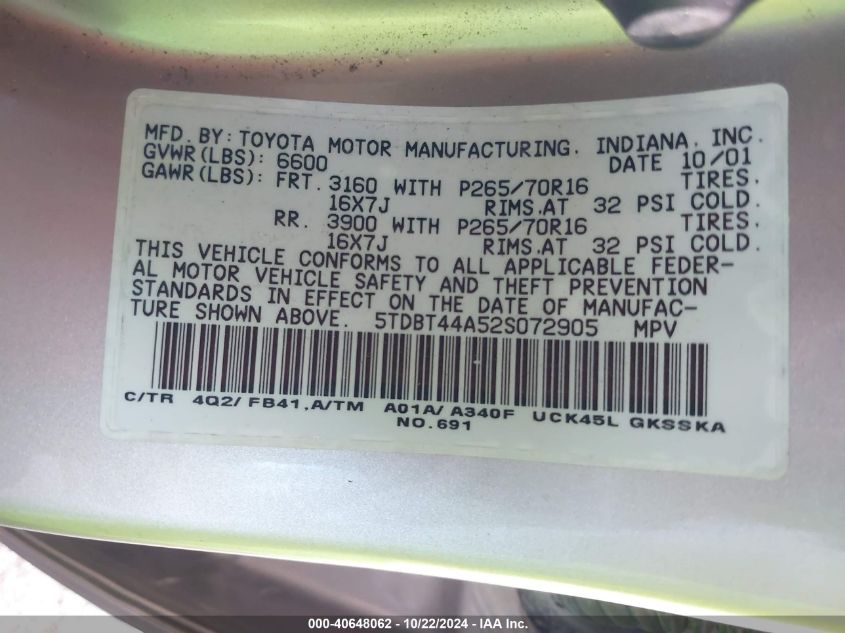 MFD. BY: TOYOTA MOTOR MANUFACTURING, INDIANA, INC.
GVWR(LBS): 6600 DATE 10/01
GAWR(LBS): FRT. 3160 WITH P265/70R16 TIRES,
16X7J RIMS,AT 32 PSI COLD.
RR. 3900 WITH P265/70R16 TIRES,
16X7J RIMS,AT 32 PSI COLD.
THIS VEHICLE CONFORMS TO ALL APPLICABLE FEDER-
AL MOTOR VEHICLE SAFETY AND THEFT PREVENTION
STANDARDS IN EFFECT ON THE DATE OF MANUFAC-
TURE SHOWN ABOVE. 5TDBT44A52S072905 MPV
C/TR 4Q2/ FB41,A/TM A01A/ A340F UCK45L GKSSKA
NO.691
000-40648062 - 10/22/2024 - IAA Inc.